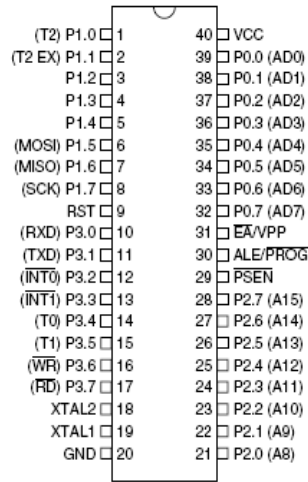 (T2) P1.0 1 40 VCC
(T2 EX) P1.1 2 39 P0.0 (AD0)
P1.2 3 38 P0.1 (AD1)
P1.3 4 37 P0.2 (AD2)
P1.4 5 36 P0.3 (AD3)
(MOSI) P1.5 6 35 P0.4 (AD4)
(MISO) P1.6 7 34 P0.5 (AD5)
(SCK) P1.7 8 33 P0.6 (AD6)
RST 9 32 P0.7 (AD7)
(RXD) P3.0 10 31 E̅A̅/VPP
(TXD) P3.1 11 30 ALE/P̅R̅O̅G̅
(I̅N̅T̅0̅) P3.2 12 29 P̅S̅E̅N̅
(I̅N̅T̅1̅) P3.3 13 28 P2.7 (A15)
(T0) P3.4 14 27 P2.6 (A14)
(T1) P3.5 15 26 P2.5 (A13)
(W̅R̅) P3.6 16 25 P2.4 (A12)
(R̅D̅) P3.7 17 24 P2.3 (A11)
XTAL2 18 23 P2.2 (A10)
XTAL1 19 22 P2.1 (A9)
GND 20 21 P2.0 (A8)